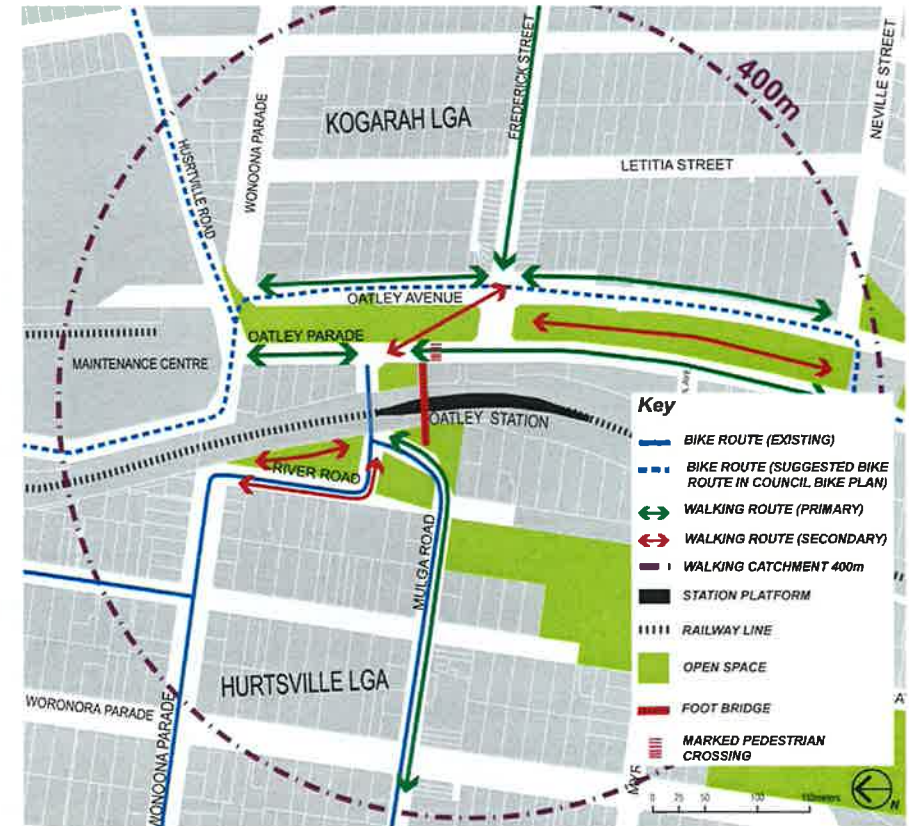 400m
FREDERICK STREET
NEVILLE STREET
KOGARAH LGA
WONOONA PARADE
LETITIA STREET
HUSRTVILLE ROAD
OATLEY AVENUE
OATLEY PARADE
MAINTENANCE CENTRE
OATLEY STATION
RIVER ROAD
MULGA ROAD
HURTSVILLE LGA
WORONORA PARADE
WONOONA PARADE
Key
BIKE ROUTE (EXISTING)
BIKE ROUTE (SUGGESTED BIKE
ROUTE IN COUNCIL BIKE PLAN)
WALKING ROUTE (PRIMARY)
WALKING ROUTE (SECONDARY)
WALKING CATCHMENT 400m
STATION PLATFORM
RAILWAY LINE
OPEN SPACE
FOOT BRIDGE
MARKED PEDESTRIAN
CROSSING
0 25 50 100
N